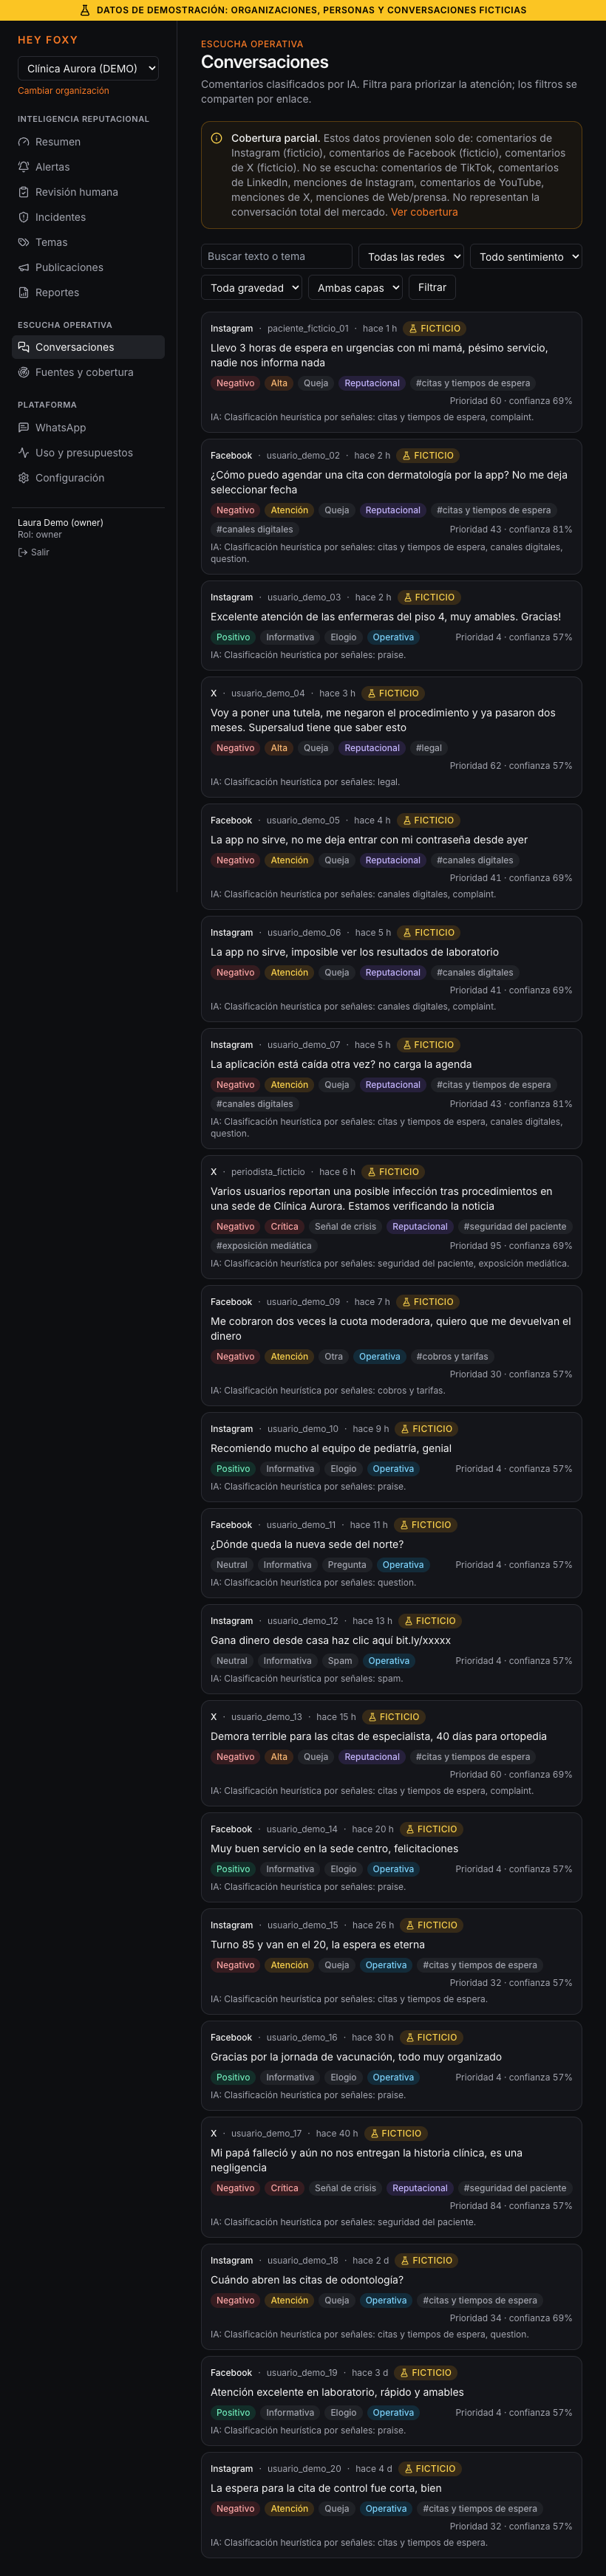 DATOS DE DEMOSTRACIÓN: ORGANIZACIONES, PERSONAS Y CONVERSACIONES FICTICIAS
HEY FOXY
Clínica Aurora (DEMO)
Cambiar organización
INTELIGENCIA REPUTACIONAL
Resumen
Alertas
Revisión humana
Incidentes
Temas
Publicaciones
Reportes
ESCUCHA OPERATIVA
Conversaciones
Fuentes y cobertura
PLATAFORMA
WhatsApp
Uso y presupuestos
Configuración
Laura Demo (owner)
Rol: owner
Salir
ESCUCHA OPERATIVA
Conversaciones
Comentarios clasificados por IA. Filtra para priorizar la atención; los filtros se
comparten por enlace.
Cobertura parcial. Estos datos provienen solo de: comentarios de
Instagram (ficticio), comentarios de Facebook (ficticio), comentarios
de X (ficticio). No se escucha: comentarios de TikTok, comentarios
de LinkedIn, menciones de Instagram, comentarios de YouTube,
menciones de X, menciones de Web/prensa. No representan la
conversación total del mercado. Ver cobertura
Buscar texto o tema Todas las redes Todo sentimiento
Toda gravedad Ambas capas Filtrar
Instagram · paciente_ficticio_01 · hace 1 h FICTICIO
Llevo 3 horas de espera en urgencias con mi mamá, pésimo servicio,
nadie nos informa nada
Negativo Alta Queja Reputacional #citas y tiempos de espera
Prioridad 60 · confianza 69%
IA: Clasificación heurística por señales: citas y tiempos de espera, complaint.
Facebook · usuario_demo_02 · hace 2 h FICTICIO
¿Cómo puedo agendar una cita con dermatología por la app? No me deja
seleccionar fecha
Negativo Atención Queja Reputacional #citas y tiempos de espera
#canales digitales Prioridad 43 · confianza 81%
IA: Clasificación heurística por señales: citas y tiempos de espera, canales digitales,
question.
Instagram · usuario_demo_03 · hace 2 h FICTICIO
Excelente atención de las enfermeras del piso 4, muy amables. Gracias!
Positivo Informativa Elogio Operativa Prioridad 4 · confianza 57%
IA: Clasificación heurística por señales: praise.
X · usuario_demo_04 · hace 3 h FICTICIO
Voy a poner una tutela, me negaron el procedimiento y ya pasaron dos
meses. Supersalud tiene que saber esto
Negativo Alta Queja Reputacional #legal
Prioridad 62 · confianza 57%
IA: Clasificación heurística por señales: legal.
Facebook · usuario_demo_05 · hace 4 h FICTICIO
La app no sirve, no me deja entrar con mi contraseña desde ayer
Negativo Atención Queja Reputacional #canales digitales
Prioridad 41 · confianza 69%
IA: Clasificación heurística por señales: canales digitales, complaint.
Instagram · usuario_demo_06 · hace 5 h FICTICIO
La app no sirve, imposible ver los resultados de laboratorio
Negativo Atención Queja Reputacional #canales digitales
Prioridad 41 · confianza 69%
IA: Clasificación heurística por señales: canales digitales, complaint.
Instagram · usuario_demo_07 · hace 5 h FICTICIO
La aplicación está caída otra vez? no carga la agenda
Negativo Atención Queja Reputacional #citas y tiempos de espera
#canales digitales Prioridad 43 · confianza 81%
IA: Clasificación heurística por señales: citas y tiempos de espera, canales digitales,
question.
X · periodista_ficticio · hace 6 h FICTICIO
Varios usuarios reportan una posible infección tras procedimientos en
una sede de Clínica Aurora. Estamos verificando la noticia
Negativo Crítica Señal de crisis Reputacional #seguridad del paciente
#exposición mediática Prioridad 95 · confianza 69%
IA: Clasificación heurística por señales: seguridad del paciente, exposición mediática.
Facebook · usuario_demo_09 · hace 7 h FICTICIO
Me cobraron dos veces la cuota moderadora, quiero que me devuelvan el
dinero
Negativo Atención Otra Operativa #cobros y tarifas
Prioridad 30 · confianza 57%
IA: Clasificación heurística por señales: cobros y tarifas.
Instagram · usuario_demo_10 · hace 9 h FICTICIO
Recomiendo mucho al equipo de pediatría, genial
Positivo Informativa Elogio Operativa Prioridad 4 · confianza 57%
IA: Clasificación heurística por señales: praise.
Facebook · usuario_demo_11 · hace 11 h FICTICIO
¿Dónde queda la nueva sede del norte?
Neutral Informativa Pregunta Operativa Prioridad 4 · confianza 57%
IA: Clasificación heurística por señales: question.
Instagram · usuario_demo_12 · hace 13 h FICTICIO
Gana dinero desde casa haz clic aquí bit.ly/xxxxx
Neutral Informativa Spam Operativa Prioridad 4 · confianza 57%
IA: Clasificación heurística por señales: spam.
X · usuario_demo_13 · hace 15 h FICTICIO
Demora terrible para las citas de especialista, 40 días para ortopedia
Negativo Alta Queja Reputacional #citas y tiempos de espera
Prioridad 60 · confianza 69%
IA: Clasificación heurística por señales: citas y tiempos de espera, complaint.
Facebook · usuario_demo_14 · hace 20 h FICTICIO
Muy buen servicio en la sede centro, felicitaciones
Positivo Informativa Elogio Operativa Prioridad 4 · confianza 57%
IA: Clasificación heurística por señales: praise.
Instagram · usuario_demo_15 · hace 26 h FICTICIO
Turno 85 y van en el 20, la espera es eterna
Negativo Atención Queja Operativa #citas y tiempos de espera
Prioridad 32 · confianza 57%
IA: Clasificación heurística por señales: citas y tiempos de espera.
Facebook · usuario_demo_16 · hace 30 h FICTICIO
Gracias por la jornada de vacunación, todo muy organizado
Positivo Informativa Elogio Operativa Prioridad 4 · confianza 57%
IA: Clasificación heurística por señales: praise.
X · usuario_demo_17 · hace 40 h FICTICIO
Mi papá falleció y aún no nos entregan la historia clínica, es una
negligencia
Negativo Crítica Señal de crisis Reputacional #seguridad del paciente
Prioridad 84 · confianza 57%
IA: Clasificación heurística por señales: seguridad del paciente.
Instagram · usuario_demo_18 · hace 2 d FICTICIO
Cuándo abren las citas de odontología?
Negativo Atención Queja Operativa #citas y tiempos de espera
Prioridad 34 · confianza 69%
IA: Clasificación heurística por señales: citas y tiempos de espera, question.
Facebook · usuario_demo_19 · hace 3 d FICTICIO
Atención excelente en laboratorio, rápido y amables
Positivo Informativa Elogio Operativa Prioridad 4 · confianza 57%
IA: Clasificación heurística por señales: praise.
Instagram · usuario_demo_20 · hace 4 d FICTICIO
La espera para la cita de control fue corta, bien
Negativo Atención Queja Operativa #citas y tiempos de espera
Prioridad 32 · confianza 57%
IA: Clasificación heurística por señales: citas y tiempos de espera.